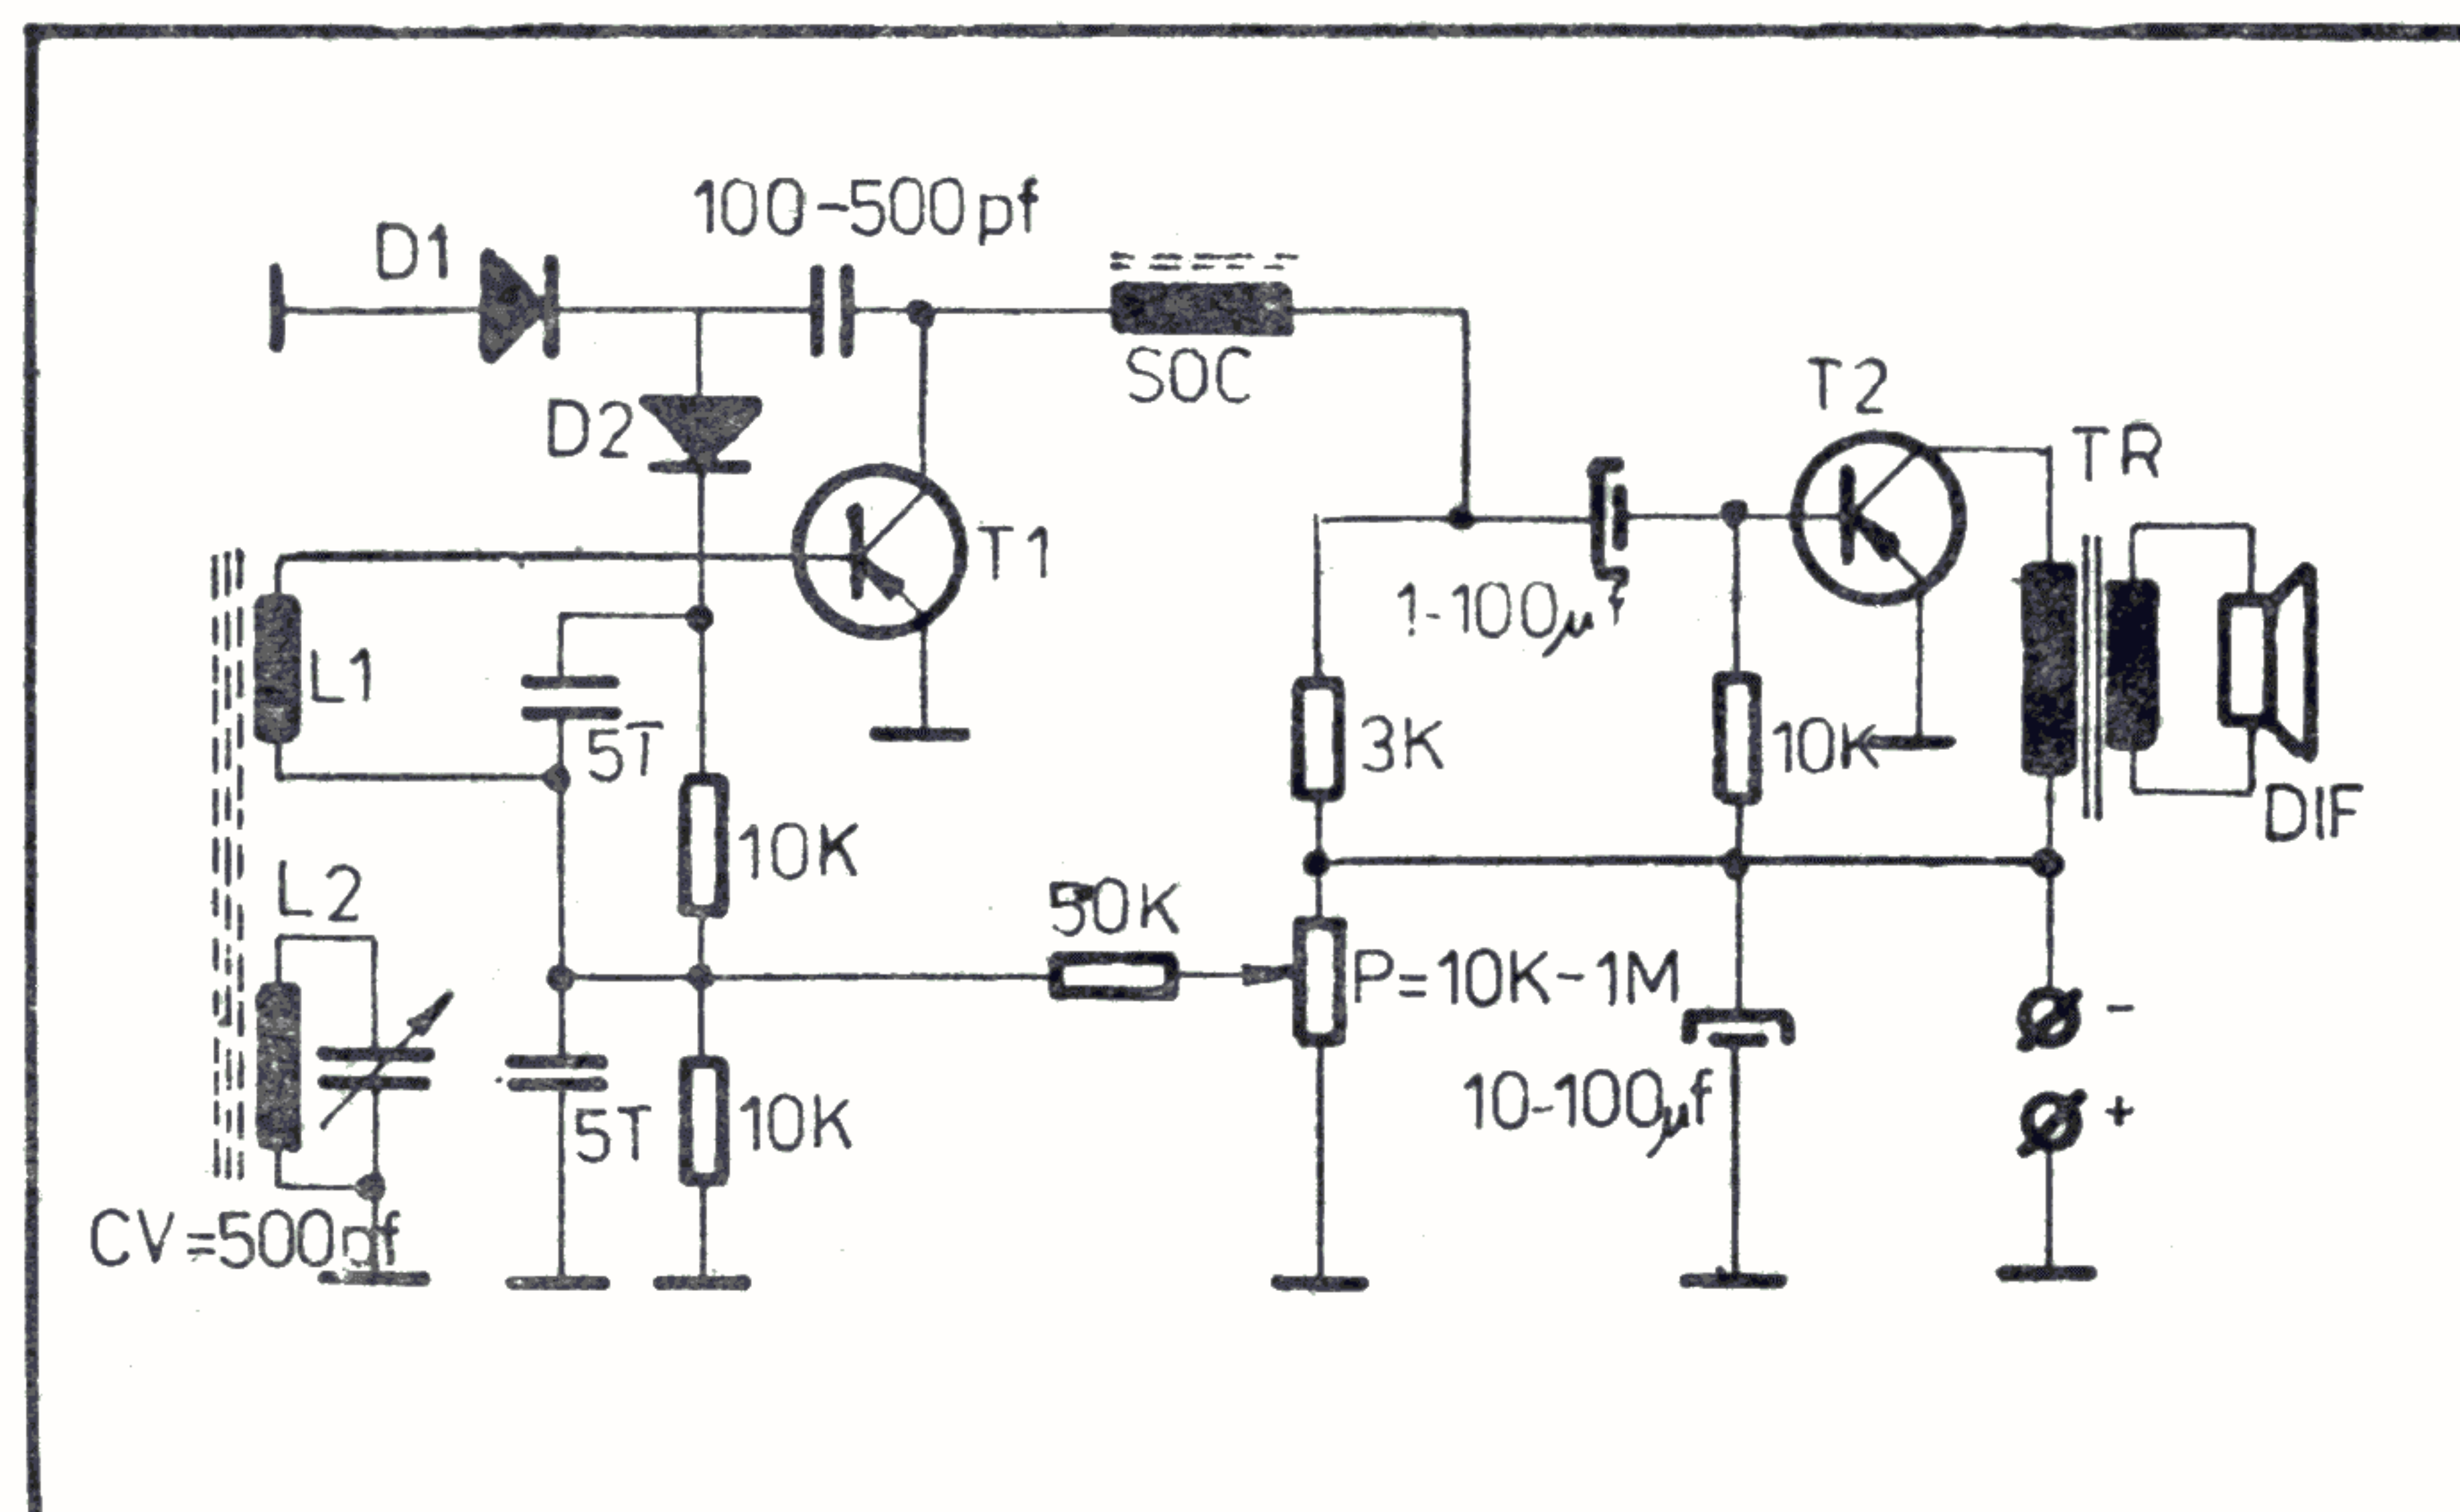 100-500pf
D1
SOC
T2
D2
TR
T1
1-100µf
L1
5T
3K
10K
DIF
10K
L2
50K
P=10K-1M
-
10-100µf
+
5T
10K
CV=500pf